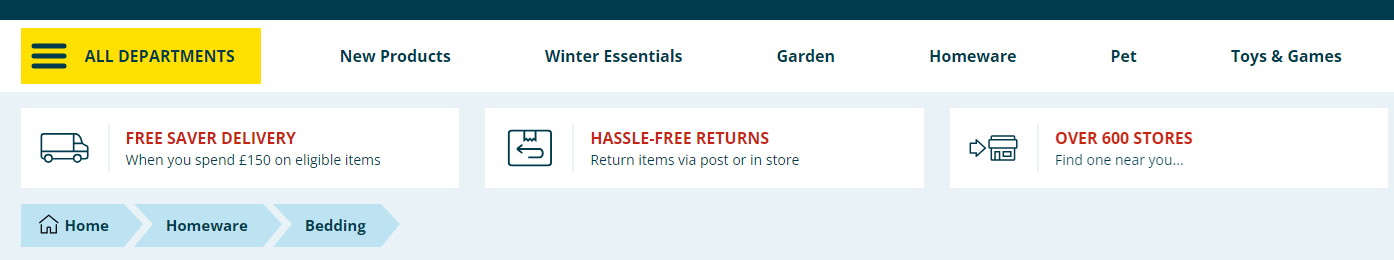 ALL DEPARTMENTS
New Products
Winter Essentials
Garden
Homeware
Pet
Toys & Games
FREE SAVER DELIVERY
When you spend £150 on eligible items
HASSLE-FREE RETURNS
Return items via post or in store
OVER 600 STORES
Find one near you...
Home
Homeware
Bedding